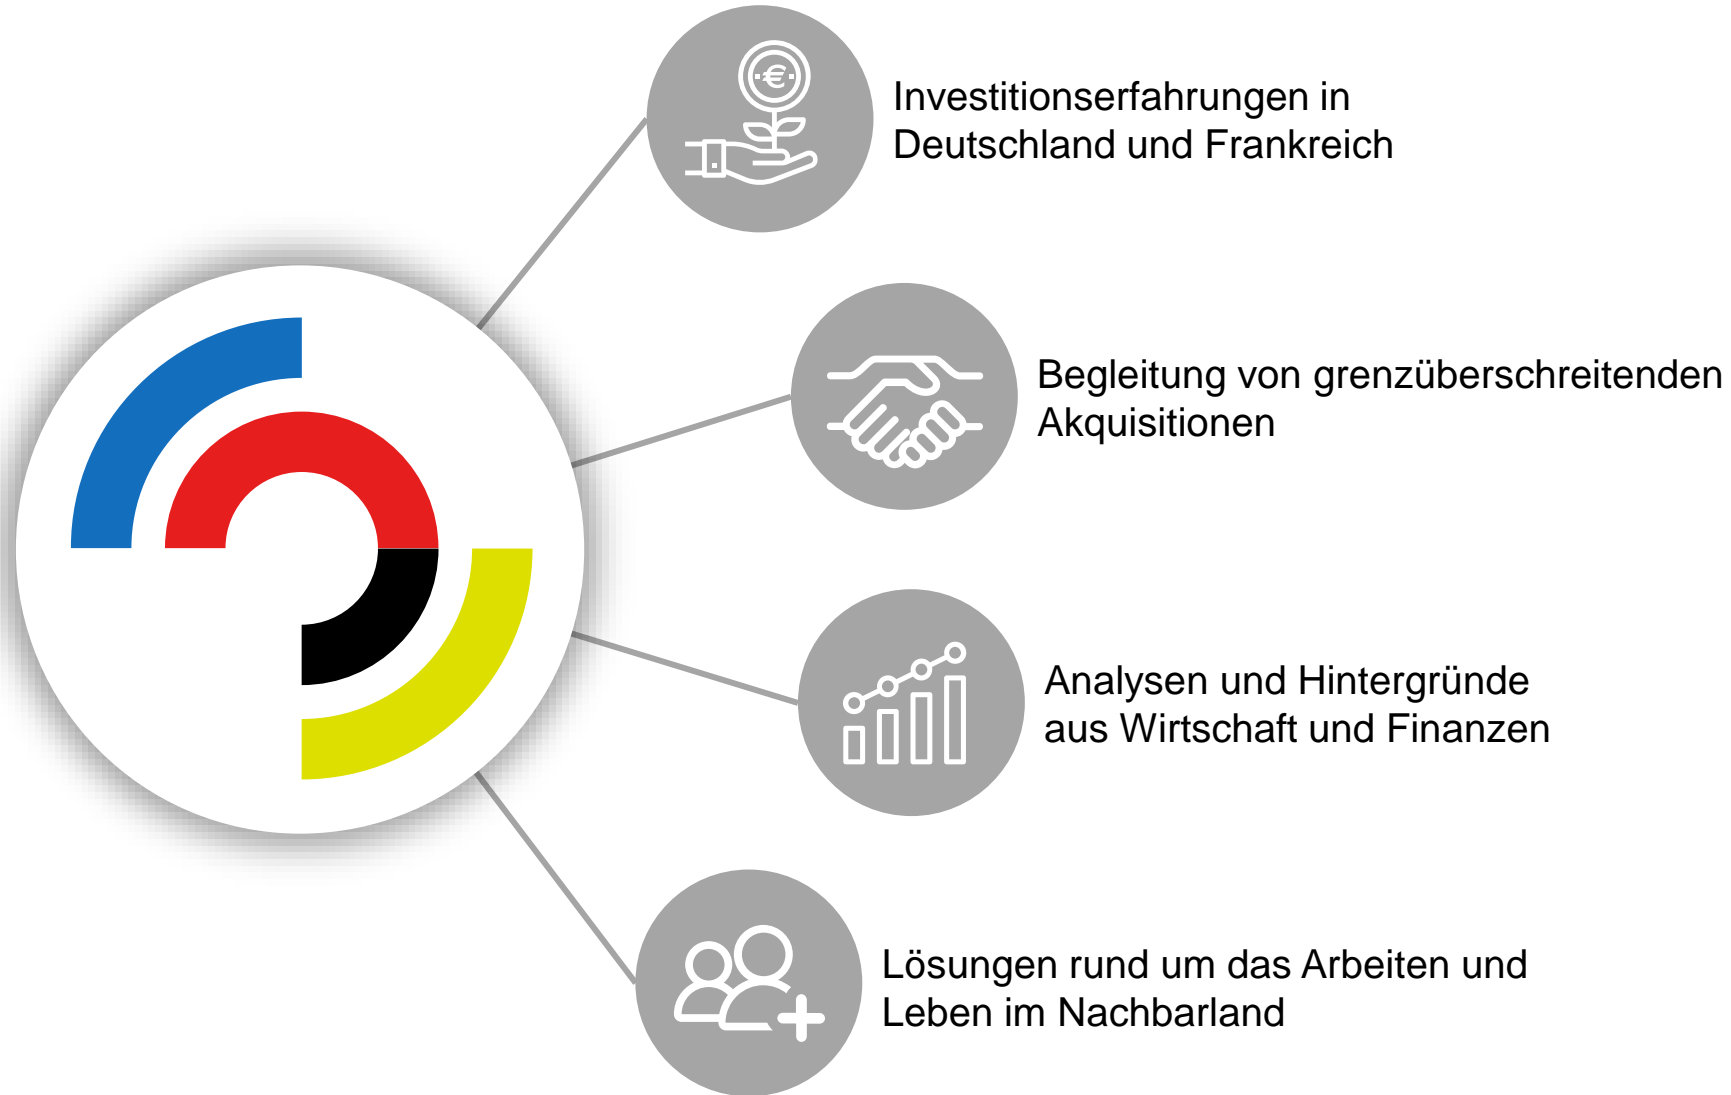 Investitionserfahrungen in
Deutschland und Frankreich
Begleitung von grenzüberschreitenden
Akquisitionen
Analysen und Hintergründe
aus Wirtschaft und Finanzen
Lösungen rund um das Arbeiten und
Leben im Nachbarland